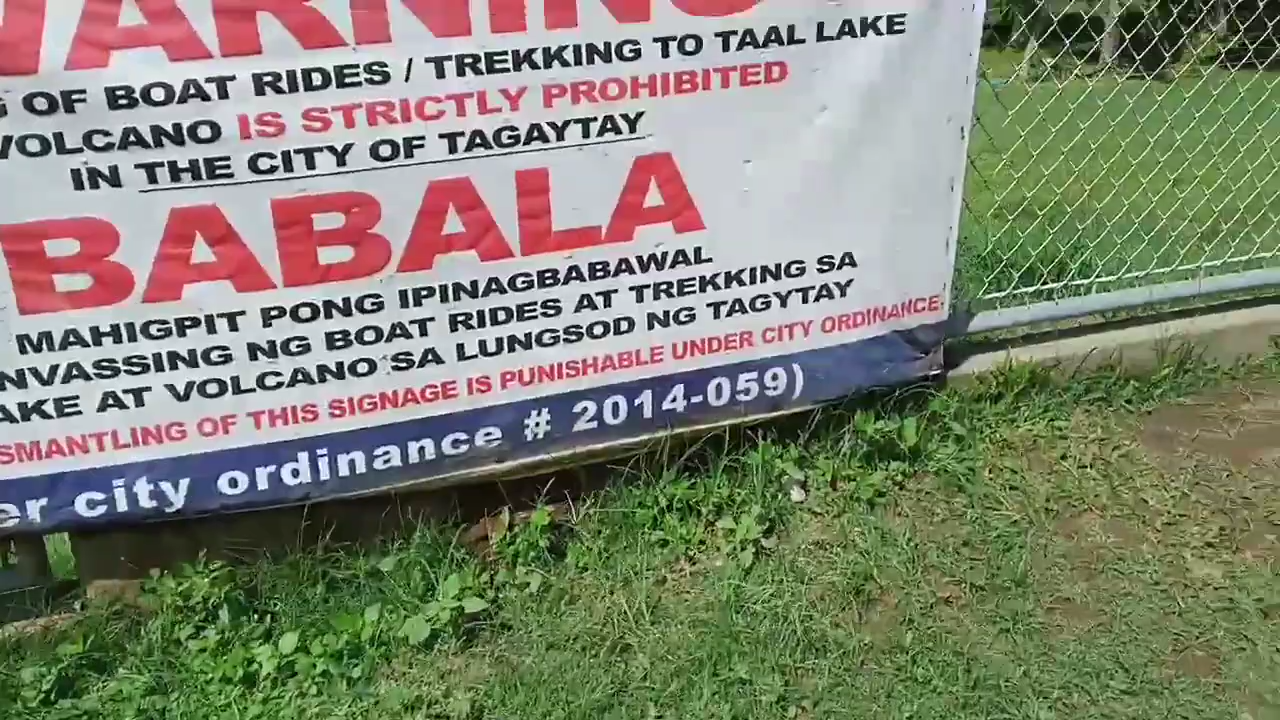 WARNING
OF BOAT RIDES / TREKKING TO TAAL LAKE
VOLCANO IS STRICTLY PROHIBITED
IN THE CITY OF TAGAYTAY
BABALA
MAHIGPIT PONG IPINAGBABAWAL
NVASSING NG BOAT RIDES AT TREKKING SA
AKE AT VOLCANO SA LUNGSOD NG TAGYTAY
SMANTLING OF THIS SIGNAGE IS PUNISHABLE UNDER CITY ORDINANCE.
er city ordinance # 2014-059)